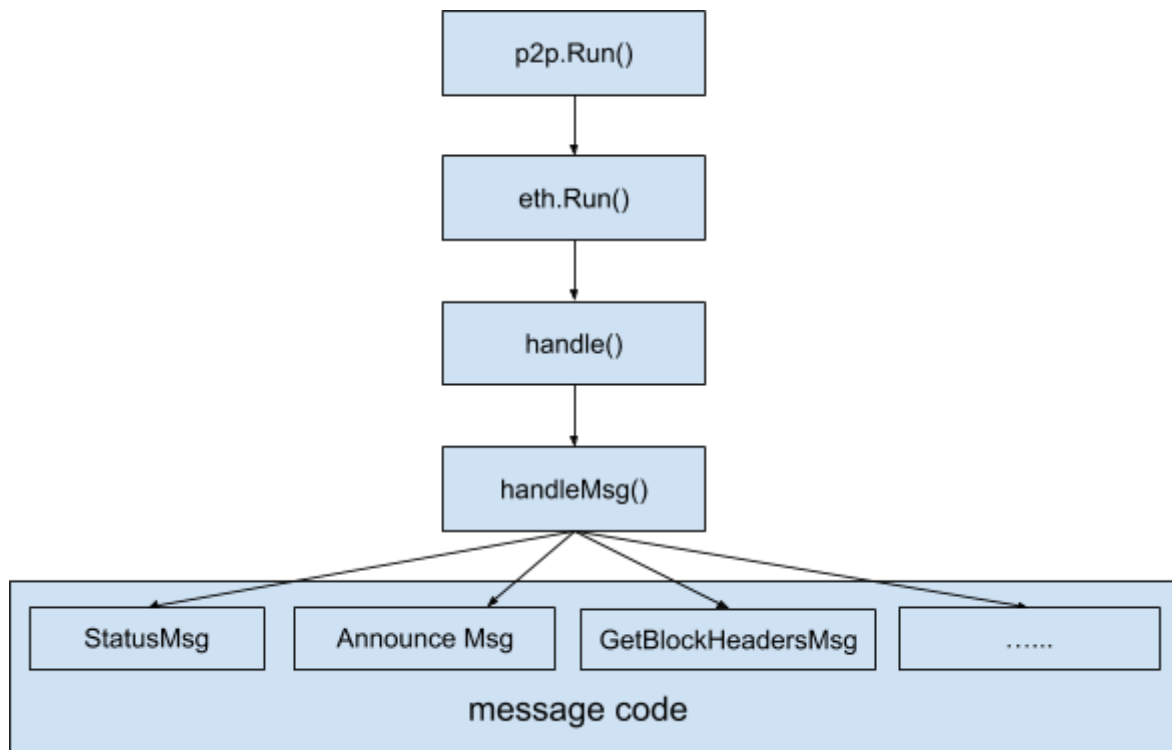 p2p.Run()
eth.Run()
handle()
handleMsg()
StatusMsg
Announce Msg
GetBlockHeadersMsg
......
message code